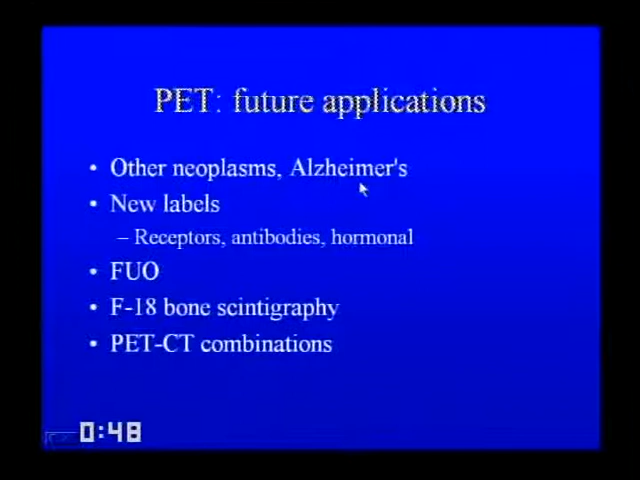 PET: future applications
• Other neoplasms, Alzheimer's
• New labels
– Receptors, antibodies, hormonal
• FUO
• F-18 bone scintigraphy
• PET-CT combinations
0:48